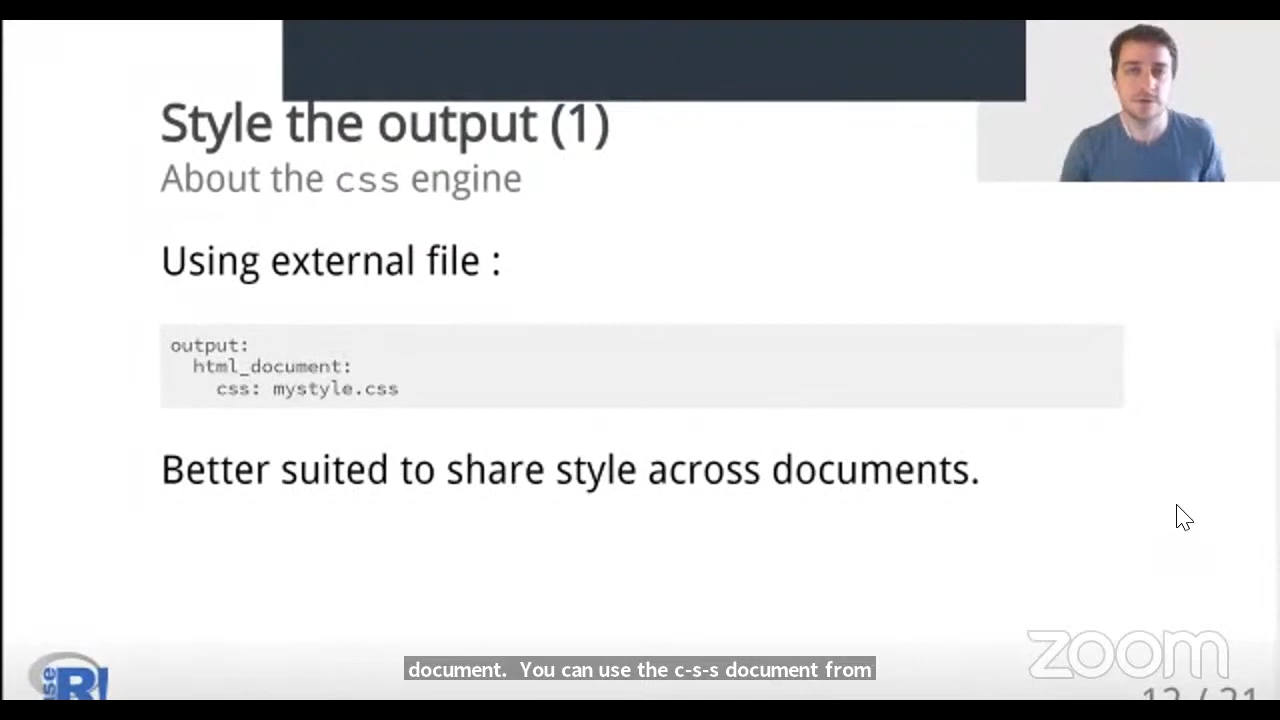 Style the output (1)
About the css engine
Using external file :
output:
html_document:
css: mystyle.css
Better suited to share style across documents.
zoom
document. You can use the c-s-s document from
R